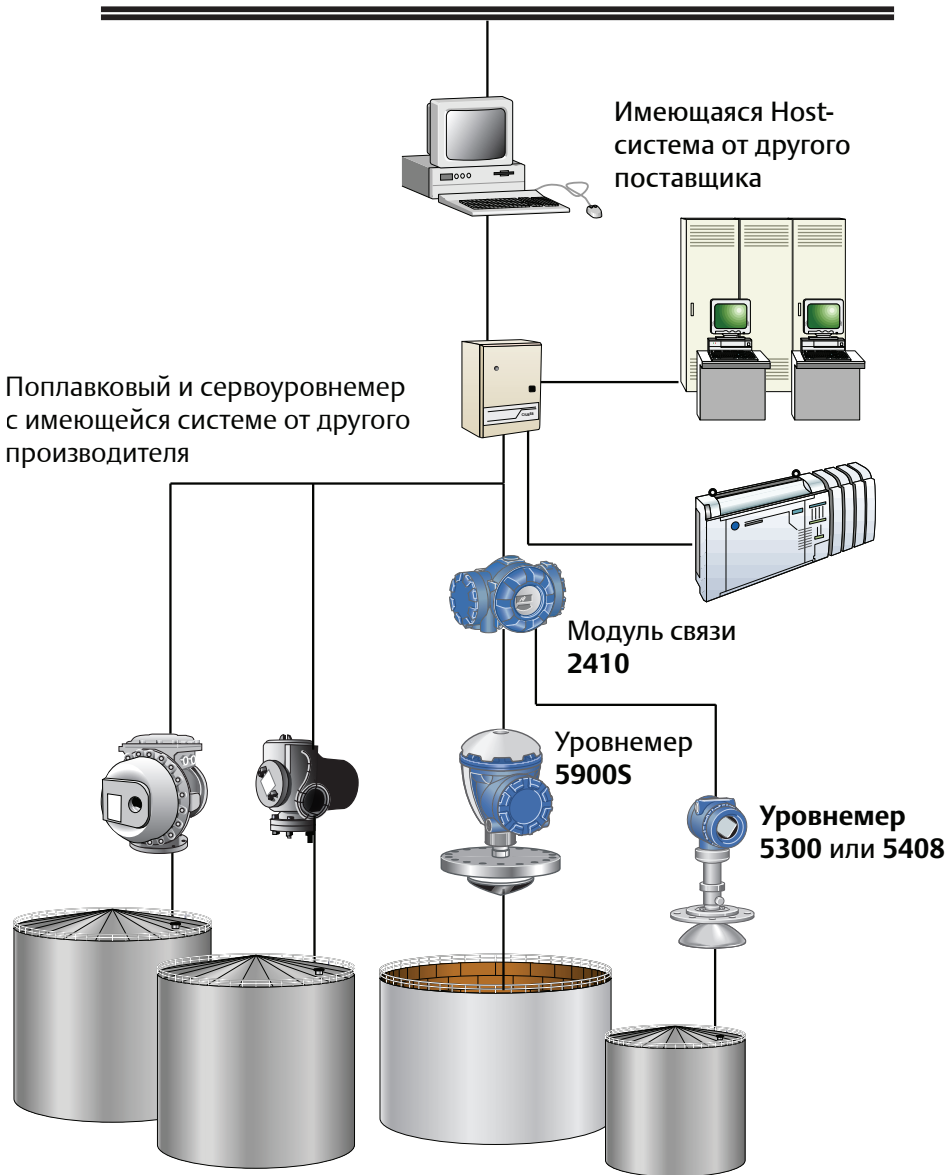 Имеющаяся Host-
система от другого
поставщика
Поплавковый и сервоуровнемер
с имеющейся системе от другого
производителя
Модуль связи
2410
Уровнемер
5900S
Уровнемер
5300 или 5408